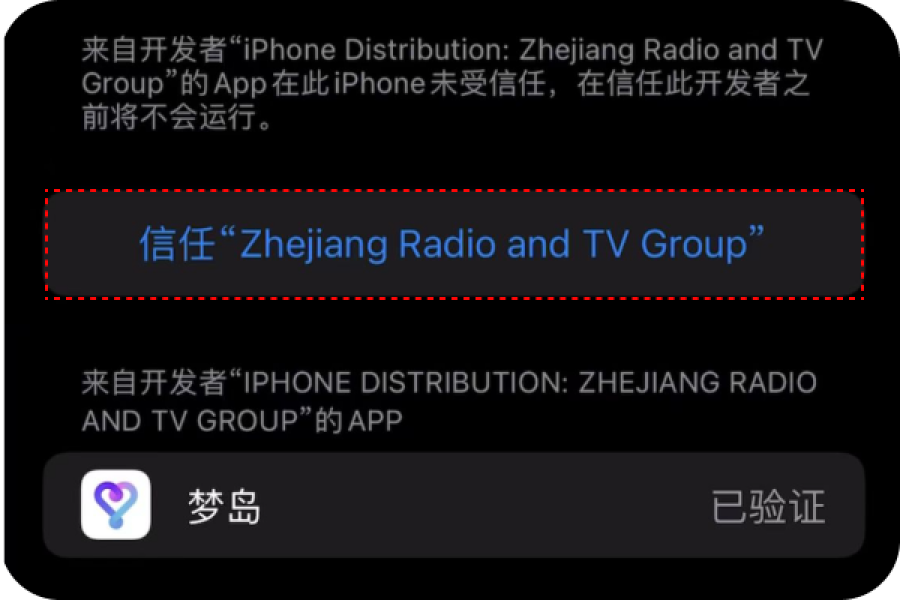 来自开发者“iPhone Distribution: Zhejiang Radio and TV
Group”的App在此iPhone未受信任，在信任此开发者之
前将不会运行。
信任“Zhejiang Radio and TV Group”
来自开发者“IPHONE DISTRIBUTION: ZHEJIANG RADIO
AND TV GROUP”的APP
梦岛
已验证